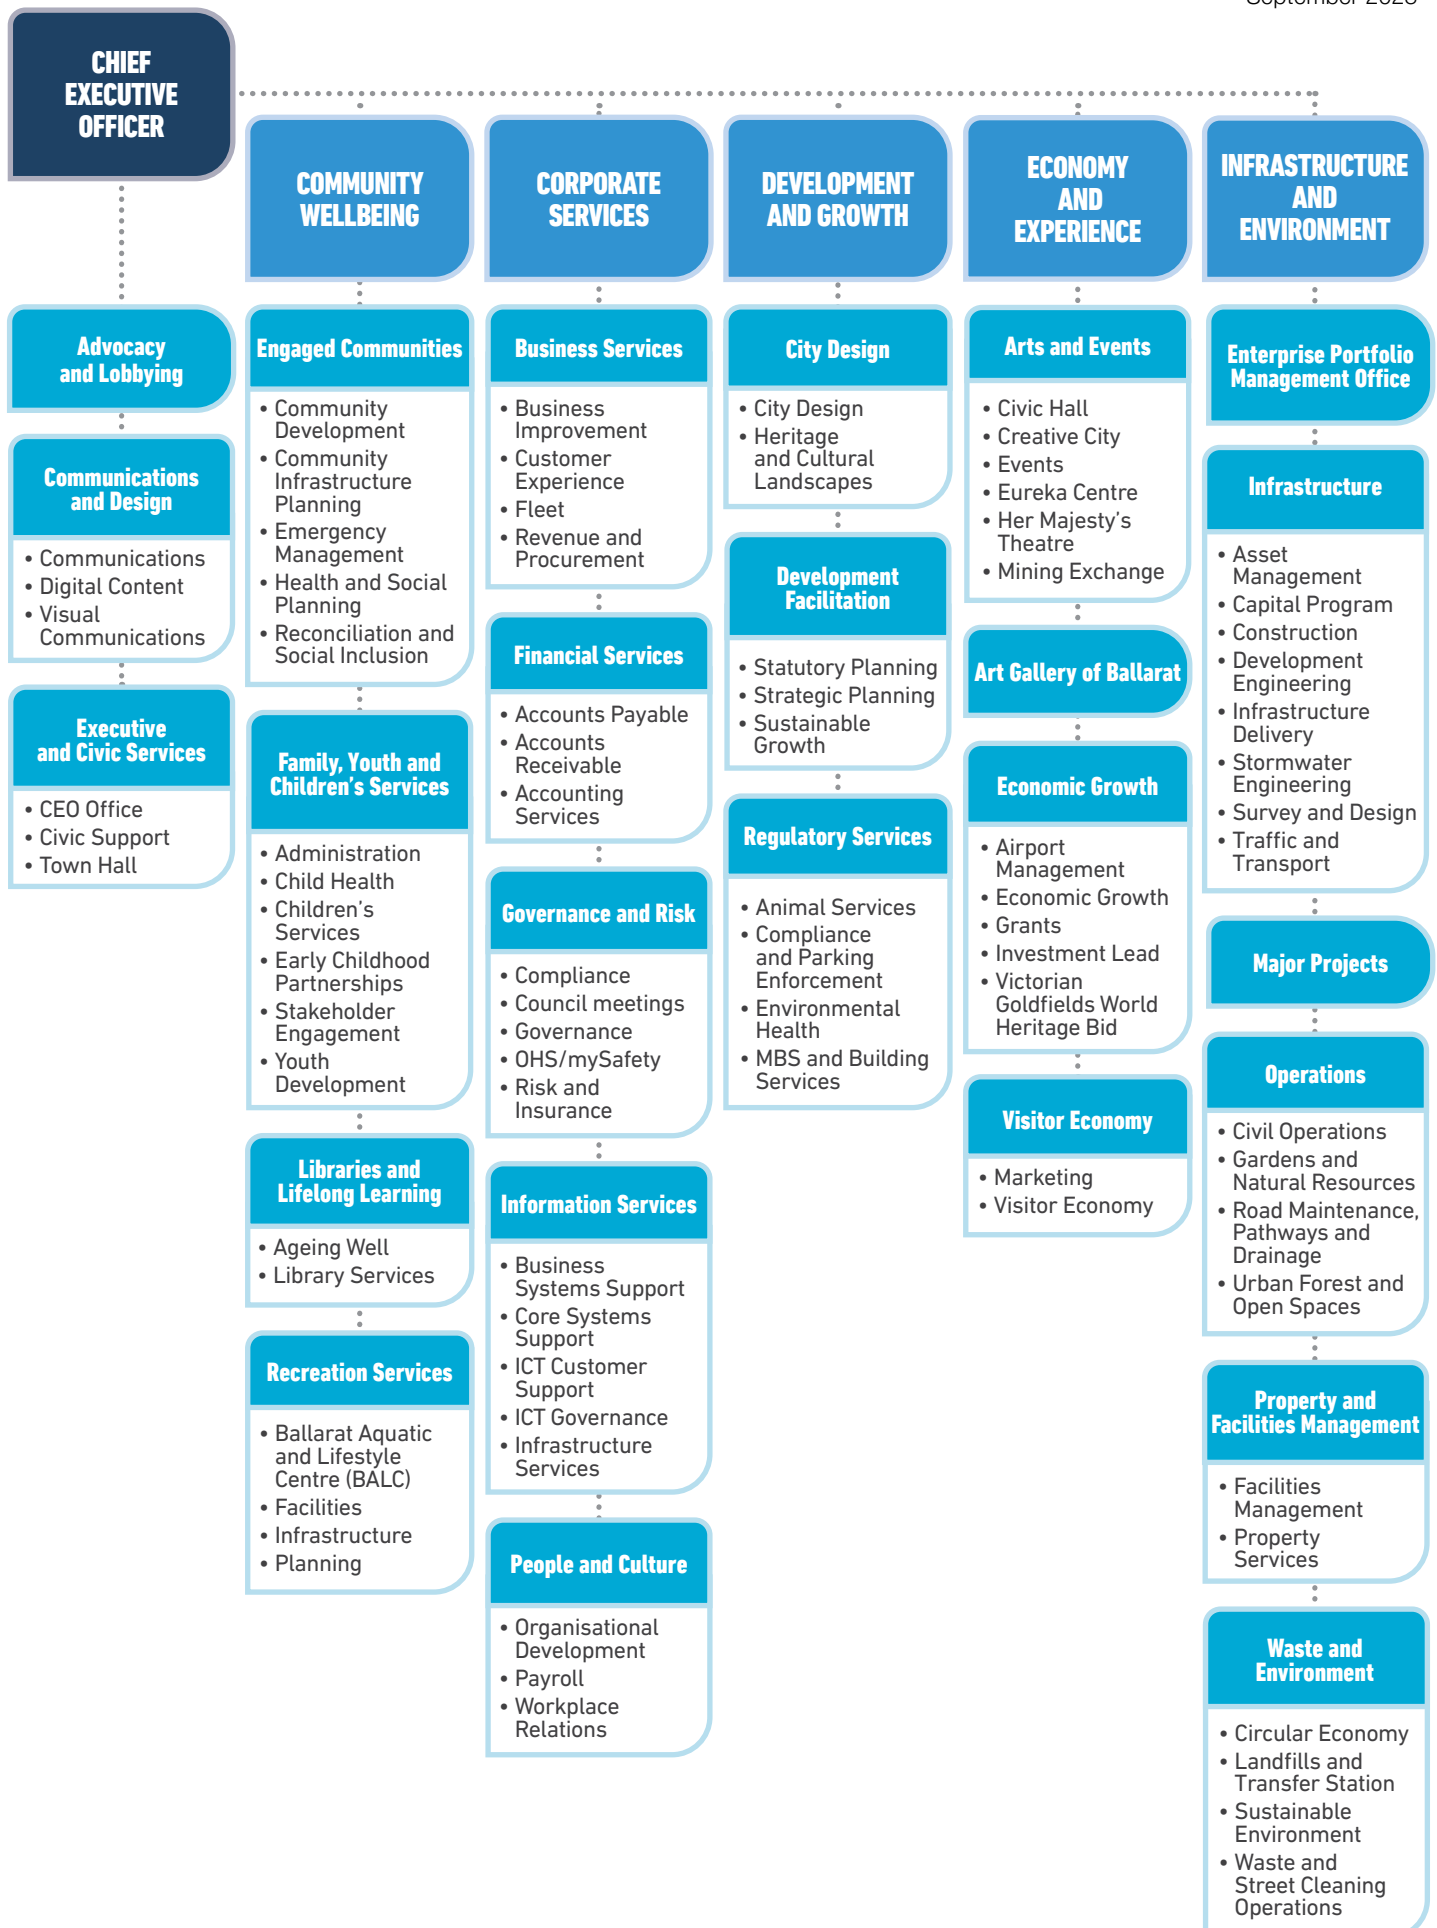 CHIEF
EXECUTIVE
OFFICER
Advocacy
and Lobbying
Communications
and Design
• Communications
• Digital Content
• Visual
Communications
Executive
and Civic Services
• CEO Office
• Civic Support
• Town Hall
COMMUNITY
WELLBEING
Engaged Communities
• Community
Development
• Community
Infrastructure
Planning
• Emergency
Management
• Health and Social
Planning
• Reconciliation and
Social Inclusion
Family, Youth and
Children's Services
• Administration
• Child Health
• Children's
Services
• Early Childhood
Partnerships
• Stakeholder
Engagement
• Youth
Development
Libraries and
Lifelong Learning
• Ageing Well
• Library Services
Recreation Services
• Ballarat Aquatic
and Lifestyle
Centre (BALC)
• Facilities
• Infrastructure
• Planning
CORPORATE
SERVICES
Business Services
• Business
Improvement
• Customer
Experience
• Fleet
• Revenue and
Procurement
Financial Services
• Accounts Payable
• Accounts
Receivable
• Accounting
Services
Governance and Risk
• Compliance
• Council meetings
• Governance
• OHS/mySafety
• Risk and
Insurance
Information Services
• Business
Systems Support
• Core Systems
Support
• ICT Customer
Support
• ICT Governance
• Infrastructure
Services
People and Culture
• Organisational
Development
• Payroll
• Workplace
Relations
DEVELOPMENT
AND GROWTH
City Design
• City Design
• Heritage
and Cultural
Landscapes
Development
Facilitation
• Statutory Planning
• Strategic Planning
• Sustainable
Growth
Regulatory Services
• Animal Services
• Compliance
and Parking
Enforcement
• Environmental
Health
• MBS and Building
Services
ECONOMY
AND
EXPERIENCE
Arts and Events
• Civic Hall
• Creative City
• Events
• Eureka Centre
• Her Majesty's
Theatre
• Mining Exchange
Art Gallery of Ballarat
Economic Growth
• Airport
Management
• Economic Growth
• Grants
• Investment Lead
• Victorian
Goldfields World
Heritage Bid
Visitor Economy
• Marketing
• Visitor Economy
INFRASTRUCTURE
AND
ENVIRONMENT
Enterprise Portfolio
Management Office
Infrastructure
• Asset
Management
• Capital Program
• Construction
• Development
Engineering
• Infrastructure
Delivery
• Stormwater
Engineering
• Survey and Design
• Traffic and
Transport
Major Projects
Operations
• Civil Operations
• Gardens and
Natural Resources
• Road Maintenance,
Pathways and
Drainage
• Urban Forest and
Open Spaces
Property and
Facilities Management
• Facilities
Management
• Property
Services
Waste and
Environment
• Circular Economy
• Landfills and
Transfer Station
• Sustainable
Environment
• Waste and
Street Cleaning
Operations